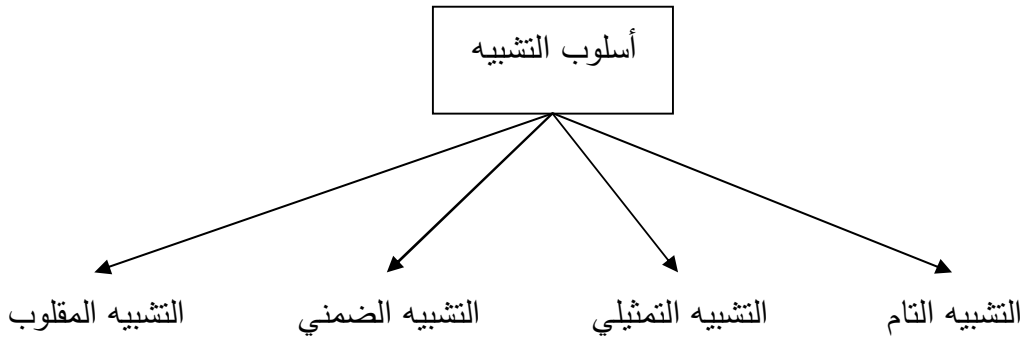 أسلوب التشبيه
التشبيه التام
التشبيه التمثيلي
التشبيه الضمني
التشبيه المقلوب